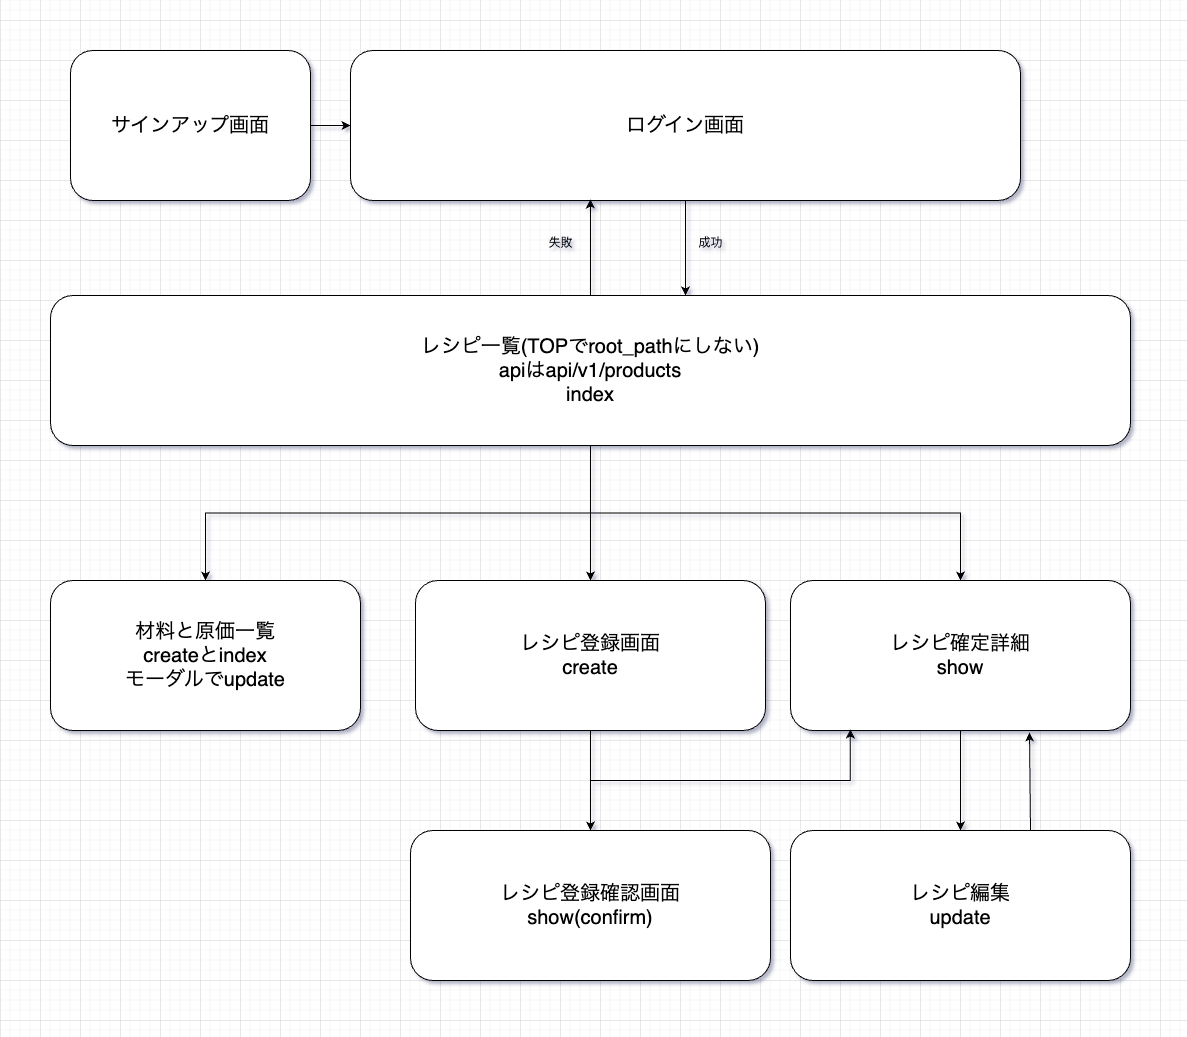 サインアップ画面
ログイン画面
失敗
成功
レシピ一覧(TOPでroot_pathにしない)
apiはapi/v1/products
index
材料と原価一覧
createとindex
モーダルでupdate
レシピ登録画面
create
レシピ確定詳細
show
レシピ登録確認画面
show(confirm)
レシピ編集
update